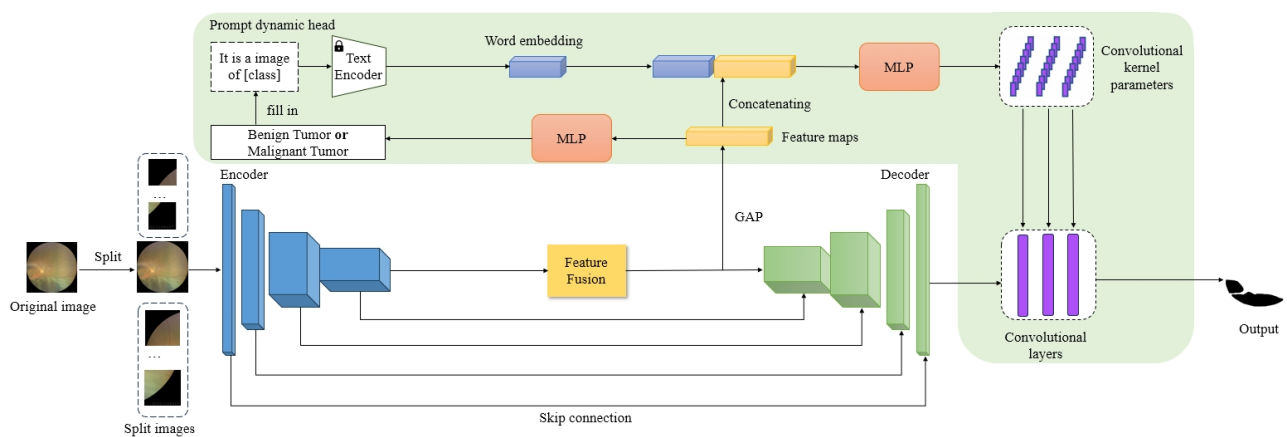 Prompt dynamic head
It is a image
of [class]
Text
Encoder
Word embedding
MLP
Convolutional
kernel
parameters
fill in
Concatenating
Benign Tumor or
Malignant Tumor
MLP
Feature maps
Encoder
Decoder
...
GAP
Split
Feature
Fusion
Original image
Output
Convolutional
layers
...
Skip connection
Split images